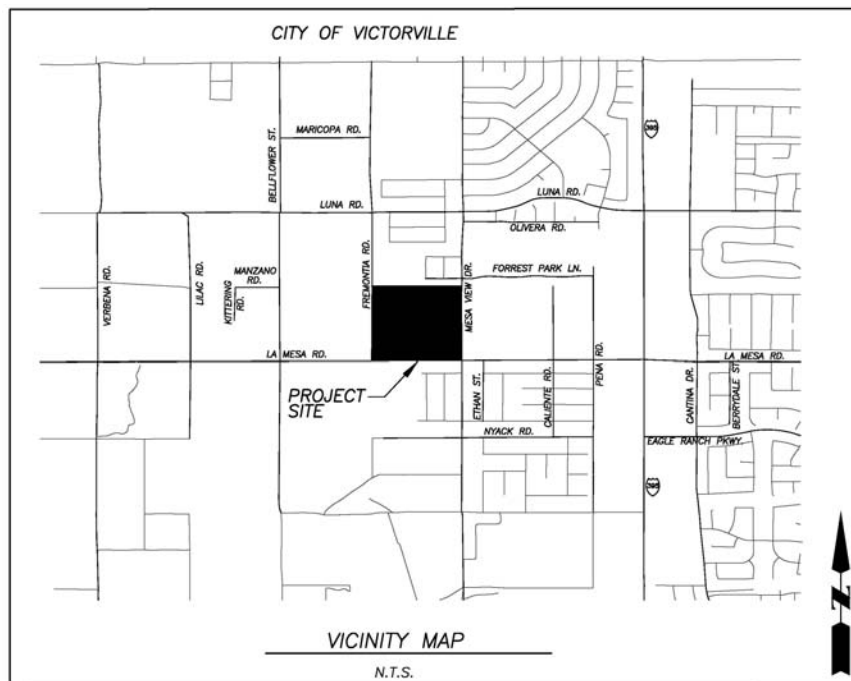 CITY OF VICTORVILLE
MARICOPA RD.
BELLFLOWER ST.
LUNA RD.
LUNA RD.
OLIVERA RD.
VERBENA RD.
LILAC RD.
KITTERING
RD.
MANZANO
RD.
FREMONTIA RD.
MESA VIEW DR.
FORREST PARK LN.
LA MESA RD.
LA MESA RD.
PROJECT
SITE
ETHAN ST.
CALIENTE RD.
PENA RD.
CANTINA DR.
BERRYDALE ST
NYACK RD.
EAGLE RANCH PKWY.
395
395
N
VICINITY MAP
N.T.S.